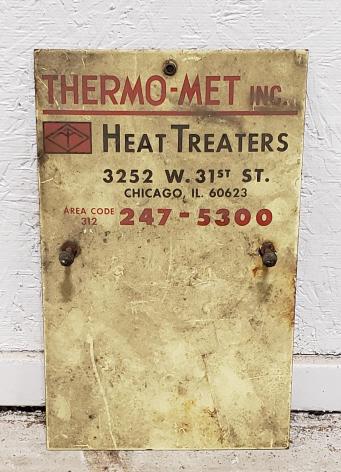 THERMO-MET INC.
HEAT TREATERS
3252 W. 31ST ST.
CHICAGO, IL. 60623
AREA CODE 312 247-5300